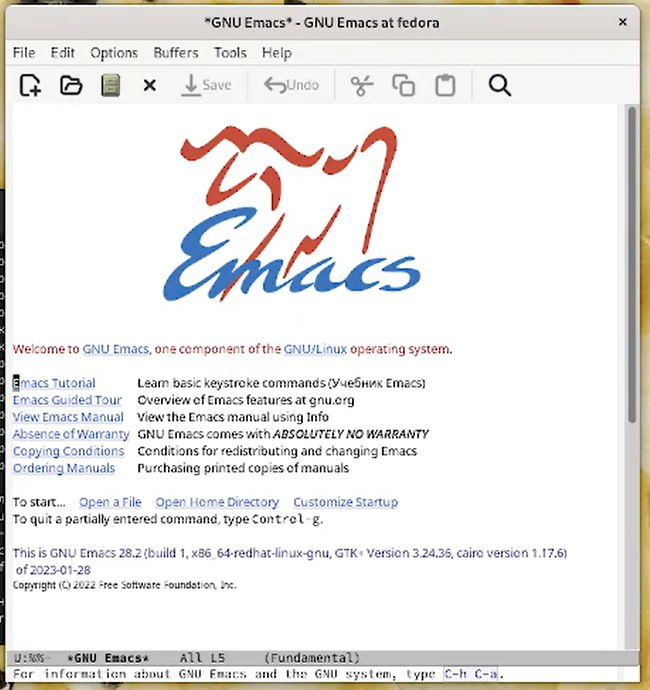 *GNU Emacs* - GNU Emacs at fedora
File Edit Options Buffers Tools Help
Save Undo
Emacs
Welcome to GNU Emacs, one component of the GNU/Linux operating system.
Emacs Tutorial Learn basic keystroke commands (Учебник Emacs)
Emacs Guided Tour Overview of Emacs features at gnu.org
View Emacs Manual View the Emacs manual using Info
Absence of Warranty GNU Emacs comes with ABSOLUTELY NO WARRANTY
Copying Conditions Conditions for redistributing and changing Emacs
Ordering Manuals Purchasing printed copies of manuals
To start... Open a File Open Home Directory Customize Startup
To quit a partially entered command, type Control-g.
This is GNU Emacs 28.2 (build 1, x86_64-redhat-linux-gnu, GTK+ Version 3.24.36, cairo version 1.17.6)
of 2023-01-28
Copyright (C) 2022 Free Software Foundation, Inc.
U:%%- *GNU Emacs* All L5 (Fundamental)
For information about GNU Emacs and the GNU system, type C-h C-a.